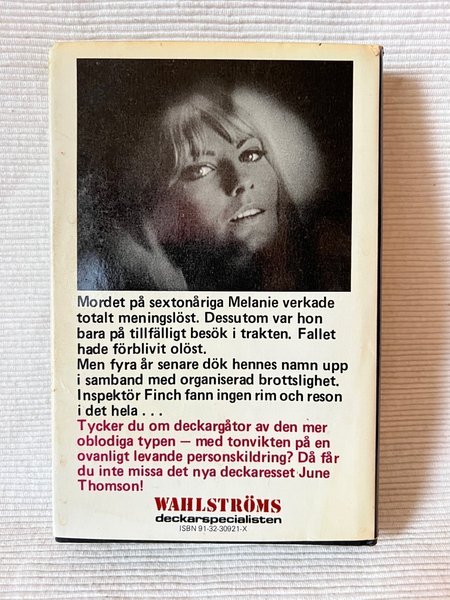 Mordet på sextonåriga Melanie verkade
totalt meningslöst. Dessutom var hon
bara på tillfälligt besök i trakten. Fallet
hade förblivit olöst.
Men fyra år senare dök hennes namn upp
i samband med organiserad brottslighet.
Inspektör Finch fann ingen rim och reson
i det hela . . .
Tycker du om deckargåtor av den mer
oblodiga typen — med tonvikten på en
ovanligt levande personskildring? Då får
du inte missa det nya deckaresset June
Thomson!
WAHLSTRÖMS
deckarspecialisten
ISBN 91-32-30921-X